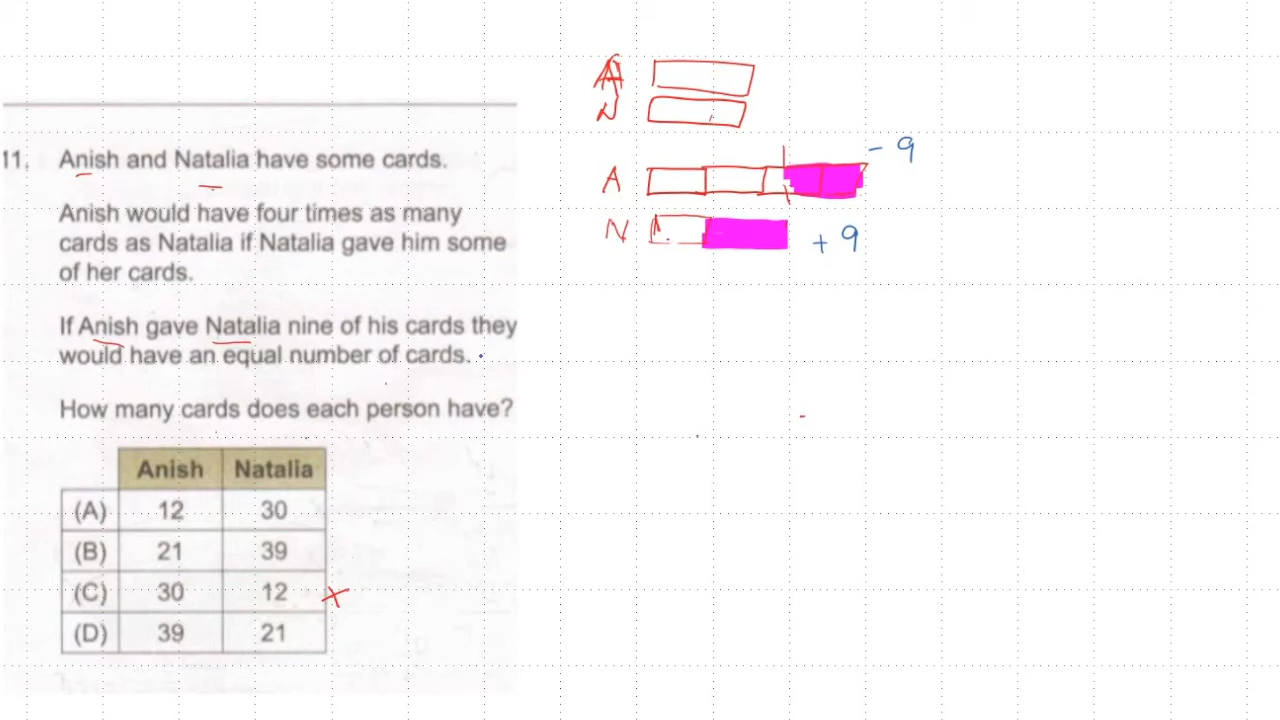 11. Anish and Natalia have some cards.
Anish would have four times as many
cards as Natalia if Natalia gave him some
of her cards.
If Anish gave Natalia nine of his cards they
would have an equal number of cards.
How many cards does each person have?
Anish Natalia
(A) 12 30
(B) 21 39
(C) 30 12 x
(D) 39 21
A
N
A - 9
N + 9